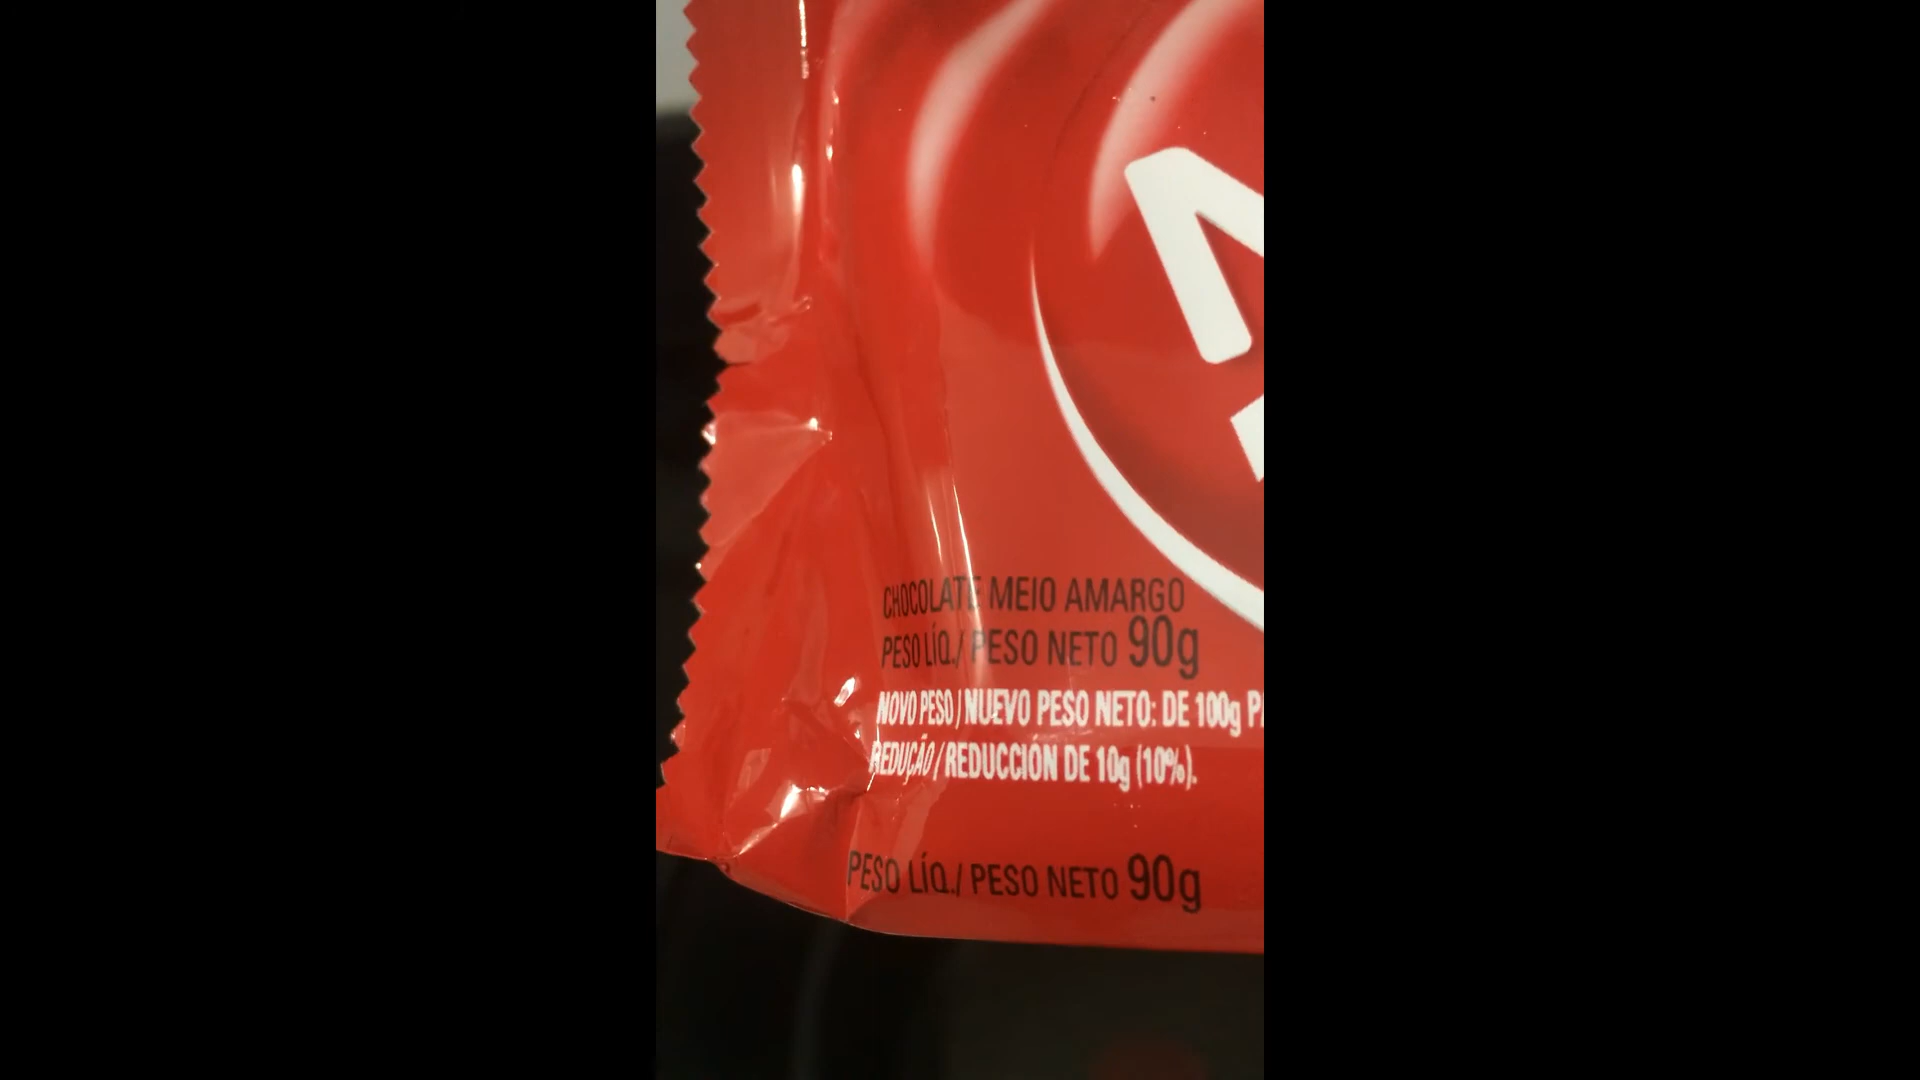 CHOCOLATE MEIO AMARGO
PESO LÍQ./ PESO NETO 90g
NOVO PESO / NUEVO PESO NETO: DE 100g
REDUÇÃO / REDUCCIÓN DE 10g (10%).
PESO LÍQ./ PESO NETO 90g